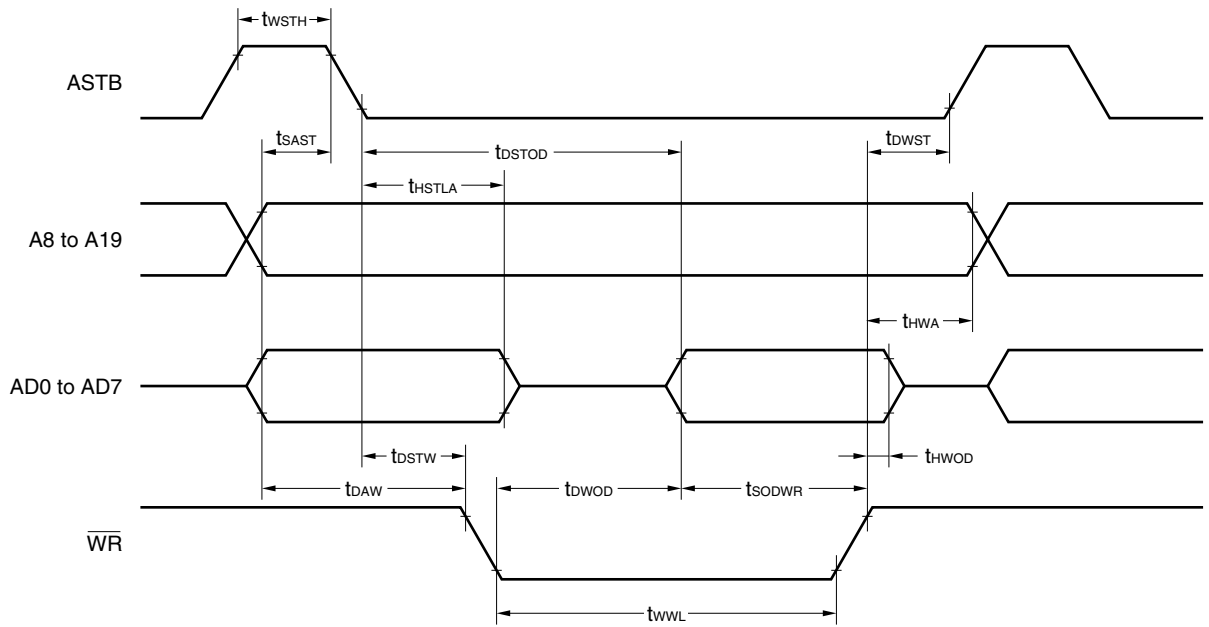 tWSTH
ASTB
tSAST
tDSTOD
tDWST
tHSTLA
A8 to A19
tHWA
AD0 to AD7
tDSTW
tHWOD
tDAW
tDWOD
tSODWR
WR
tWWL